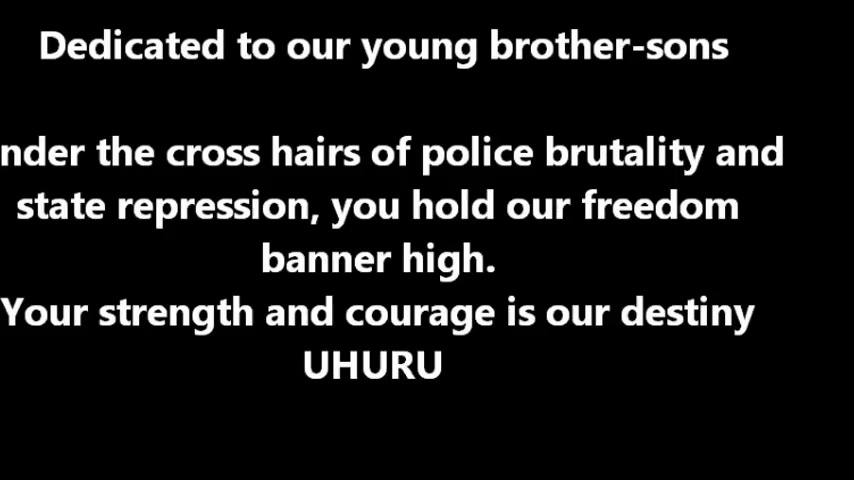 Dedicated to our young brother-sons
nder the cross hairs of police brutality and
state repression, you hold our freedom
banner high.
Your strength and courage is our destiny
UHURU